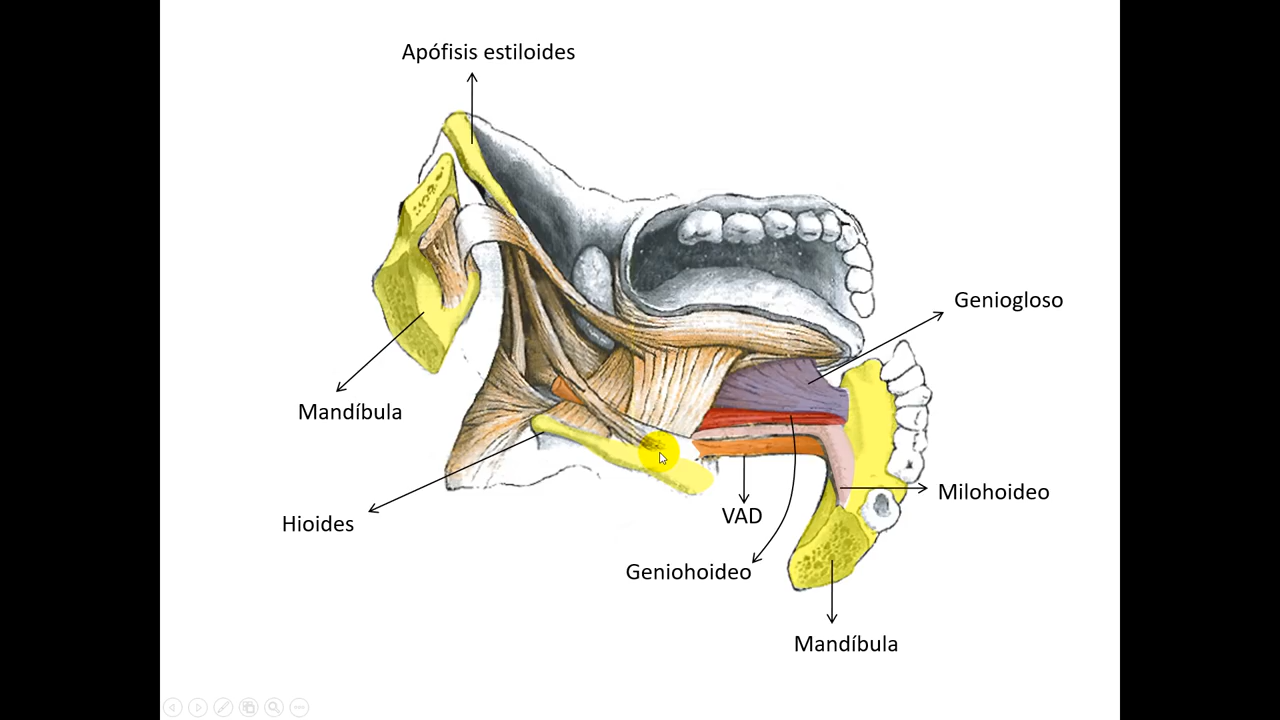 Apófisis estiloides
Geniogloso
Mandíbula
Milohoideo
VAD
Hioides
Geniohoideo
Mandíbula